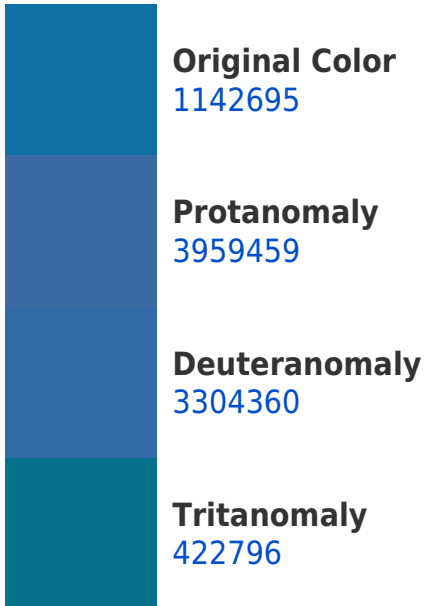 Original Color
1142695
Protanomaly
3959459
Deuteranomaly
3304360
Tritanomaly
422796